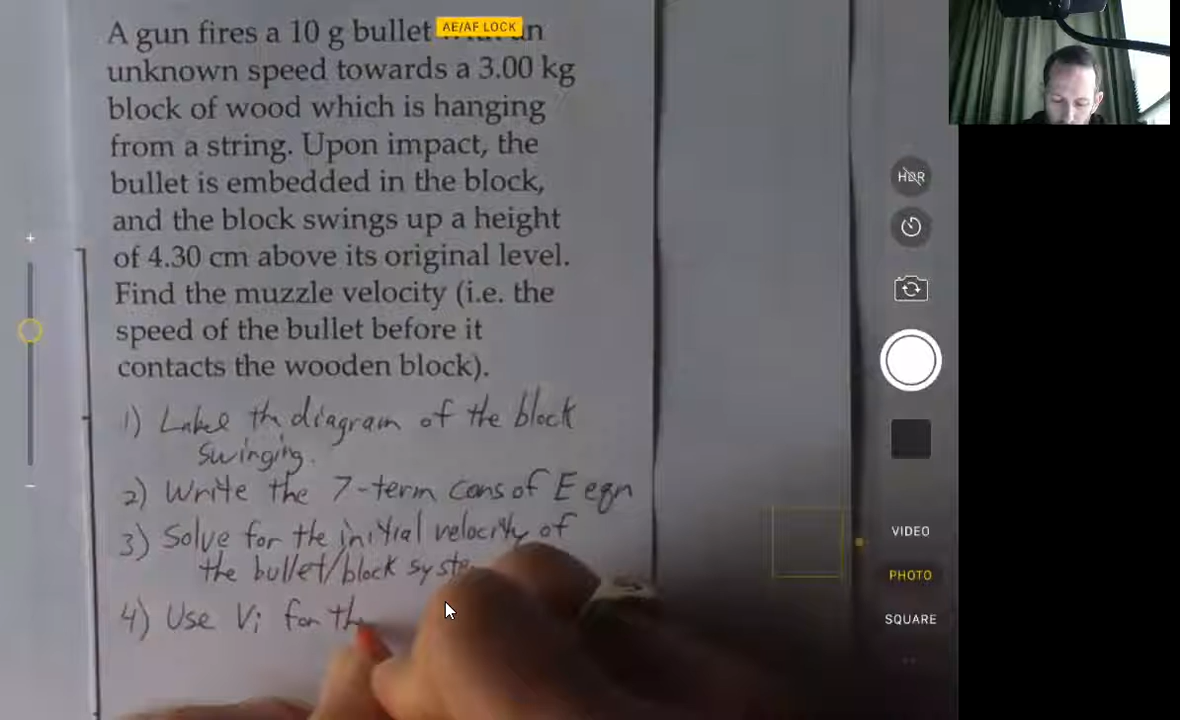 A gun fires a 10 g bullet AE/AF LOCK
unknown speed towards a 3.00 kg
block of wood which is hanging
from a string. Upon impact, the
bullet is embedded in the block,
and the block swings up a height
of 4.30 cm above its original level.
Find the muzzle velocity (i.e. the
speed of the bullet before it
contacts the wooden block).
1) Label the diagram of the block
swinging.
2) Write the 7-term cons of E eqn
3) Solve for the initial velocity of
the bullet/block
4) Use Vi for
HDR
VIDEO
PHOTO
SQUARE